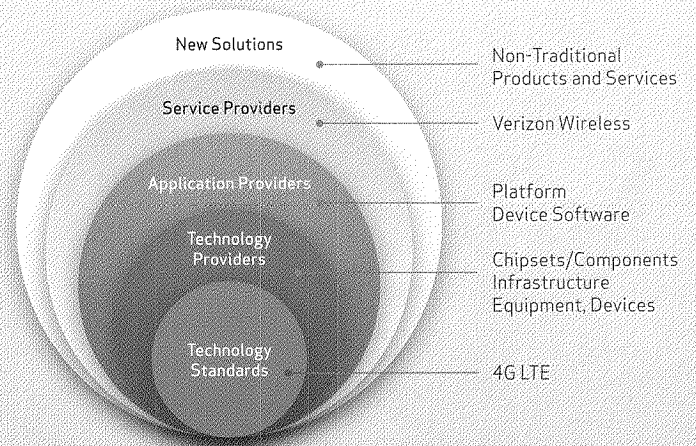 New Solutions
Non-Traditional
Products and Services
Service Providers
Verizon Wireless
Application Providers
Platform
Device Software
Technology
Providers
Chipsets/Components
Infrastructure
Equipment, Devices
Technology
Standards
4G LTE